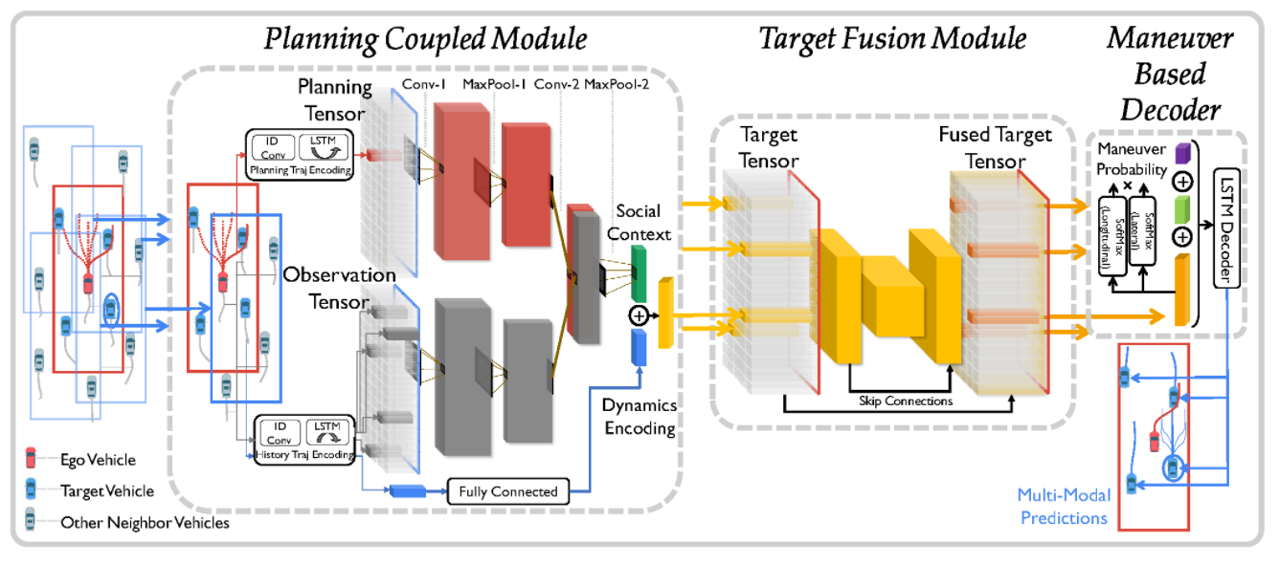 Planning Coupled Module
Target Fusion Module
Maneuver
Based
Decoder
Planning
Tensor
Conv-1
MaxPool-1
Conv-2
MaxPool-2
ID
Conv
LSTM
Planning Traj Encoding
Observation
Tensor
Social
Context
ID
Conv
LSTM
History Traj Encoding
Dynamics
Encoding
Fully Connected
Target
Tensor
Fused Target
Tensor
Skip Connections
Maneuver
Probability
×
SoftMax
(Longitudinal)
SoftMax
(Lateral)
LSTM Decoder
Ego Vehicle
Target Vehicle
Other Neighbor Vehicles
Multi-Modal
Predictions